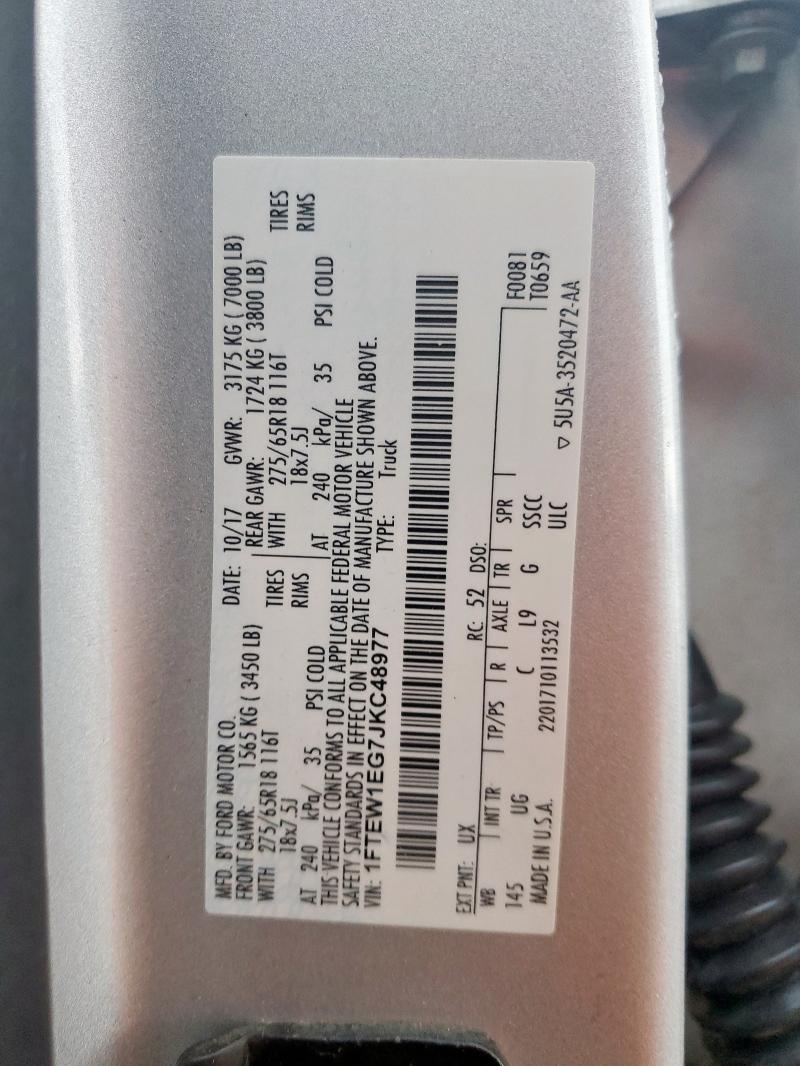 MFD. BY FORD MOTOR CO. DATE: 10/17 GVWR: 3175 KG ( 7000 LB)
FRONT GAWR: 1565 KG ( 3450 LB) REAR GAWR: 1724 KG ( 3800 LB)
WITH 275/65R18 116T TIRES WITH 275/65R18 116T TIRES
18x7.5J RIMS 18x7.5J RIMS
AT 240 kPa/ 35 PSI COLD AT 240 kPa/ 35 PSI COLD
THIS VEHICLE CONFORMS TO ALL APPLICABLE FEDERAL MOTOR VEHICLE
SAFETY STANDARDS IN EFFECT ON THE DATE OF MANUFACTURE SHOWN ABOVE.
VIN: 1FTEW1EG7JKC48977 TYPE: Truck
EXT PNT: UX RC: 52 DSO:
WB INT TR TP/PS R AXLE TR SPR F0081
145 UG C L9 G SSCC T0659
MADE IN U.S.A. 2201710113532 ULC
▽ 5U5A-3520472-AA